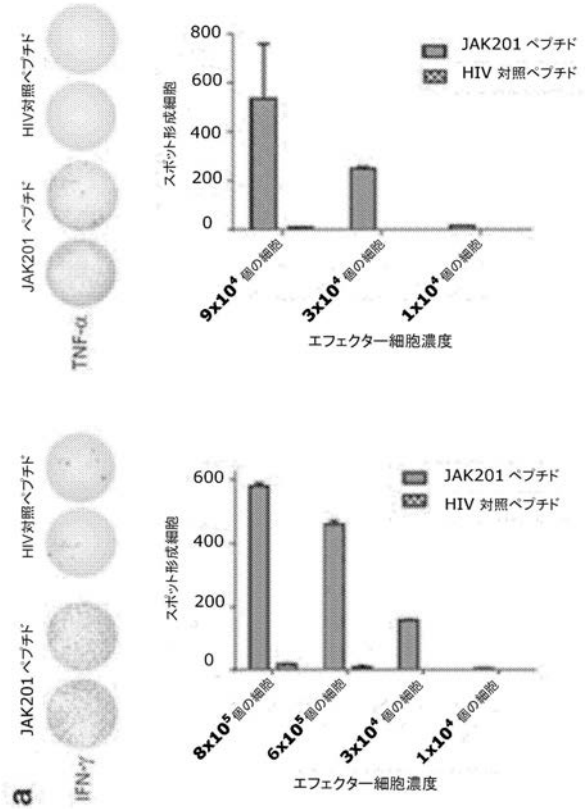 HIV対照ペプチド
JAK201 ペプチド
TNF-α
800
600
400
200
0
スポット形成細胞
JAK201 ペプチド
HIV 対照ペプチド
9x10⁴ 個の細胞
3x10⁴ 個の細胞
1x10⁴ 個の細胞
エフェクター細胞濃度
a
HIV対照ペプチド
JAK201 ペプチド
IFN-γ
600
400
200
0
スポット形成細胞
JAK201 ペプチド
HIV 対照ペプチド
8x10⁵ 個の細胞
6x10⁵ 個の細胞
3x10⁴ 個の細胞
1x10⁴ 個の細胞
エフェクター細胞濃度